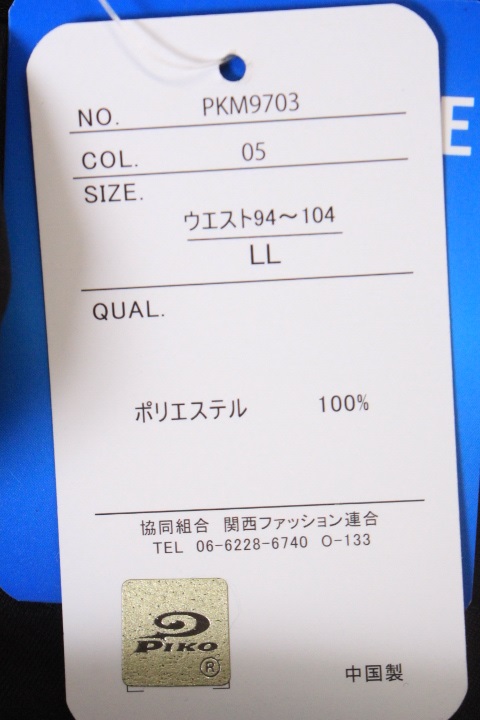 NO. PKM9703
COL. 05
SIZE.
ウエスト94～104
LL
QUAL.
ポリエステル 100%
協同組合 関西ファッション連合
TEL 06-6228-6740 O-133
PIKO
®
中国製
E